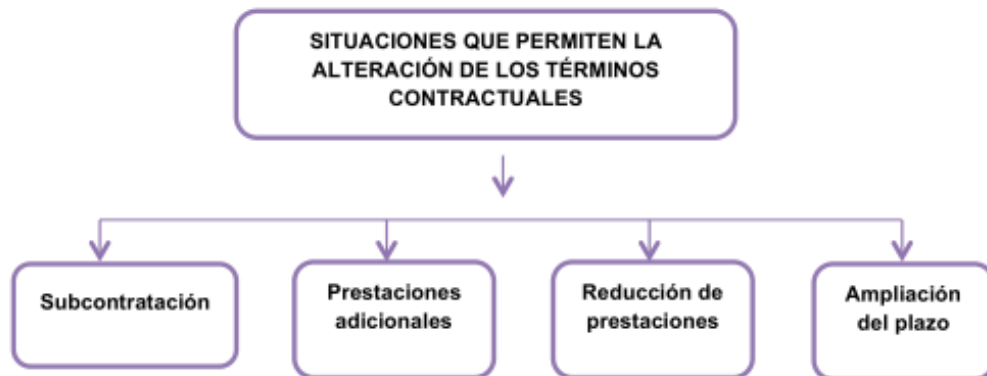 SITUACIONES QUE PERMITEN LA
ALTERACIÓN DE LOS TÉRMINOS
CONTRACTUALES
Subcontratación
Prestaciones
adicionales
Reducción de
prestaciones
Ampliación
del plazo